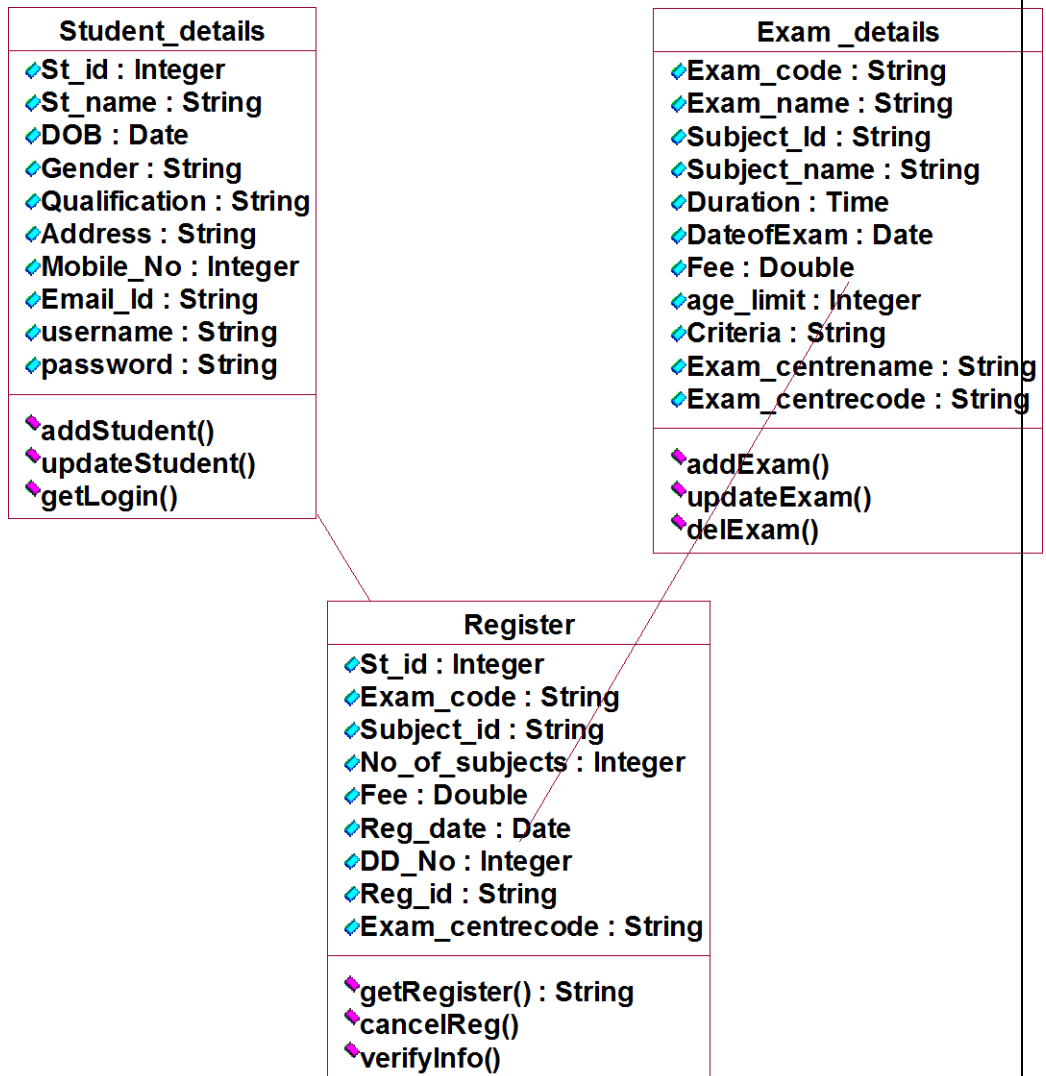 Student_details
St_id : Integer
St_name : String
DOB : Date
Gender : String
Qualification : String
Address : String
Mobile_No : Integer
Email_Id : String
username : String
password : String
addStudent()
updateStudent()
getLogin()
Exam _details
Exam_code : String
Exam_name : String
Subject_Id : String
Subject_name : String
Duration : Time
DateofExam : Date
Fee : Double
age_limit : Integer
Criteria : String
Exam_centrename : String
Exam_centrecode : String
addExam()
updateExam()
delExam()
Register
St_id : Integer
Exam_code : String
Subject_id : String
No_of_subjects : Integer
Fee : Double
Reg_date : Date
DD_No : Integer
Reg_id : String
Exam_centrecode : String
getRegister() : String
cancelReg()
verifyInfo()